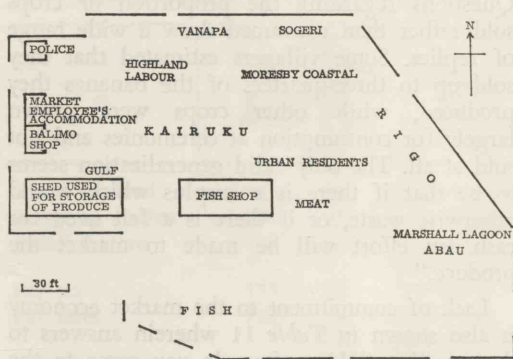 VANAPA SOGERI
N
POLICE
HIGHLAND
LABOUR
MORESBY COASTAL
MARKET
EMPLOYEE'S
ACCOMMODATION
BALIMO
SHOP
KAIRUKU
RIGO
URBAN RESIDENTS
GULF
SHED USED
FOR STORAGE
OF PRODUCE
FISH SHOP
MEAT
MARSHALL LAGOON
ABAU
30 ft
FISH